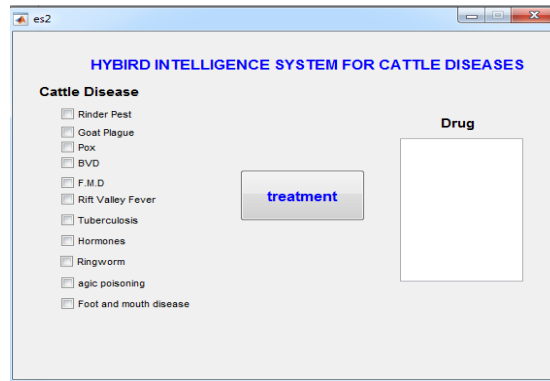 es2
HYBIRD INTELLIGENCE SYSTEM FOR CATTLE DISEASES
Cattle Disease
Rinder Pest
Goat Plague
Pox
BVD
F.M.D
Rift Valley Fever
Tuberculosis
Hormones
Ringworm
agic poisoning
Foot and mouth disease
treatment
Drug